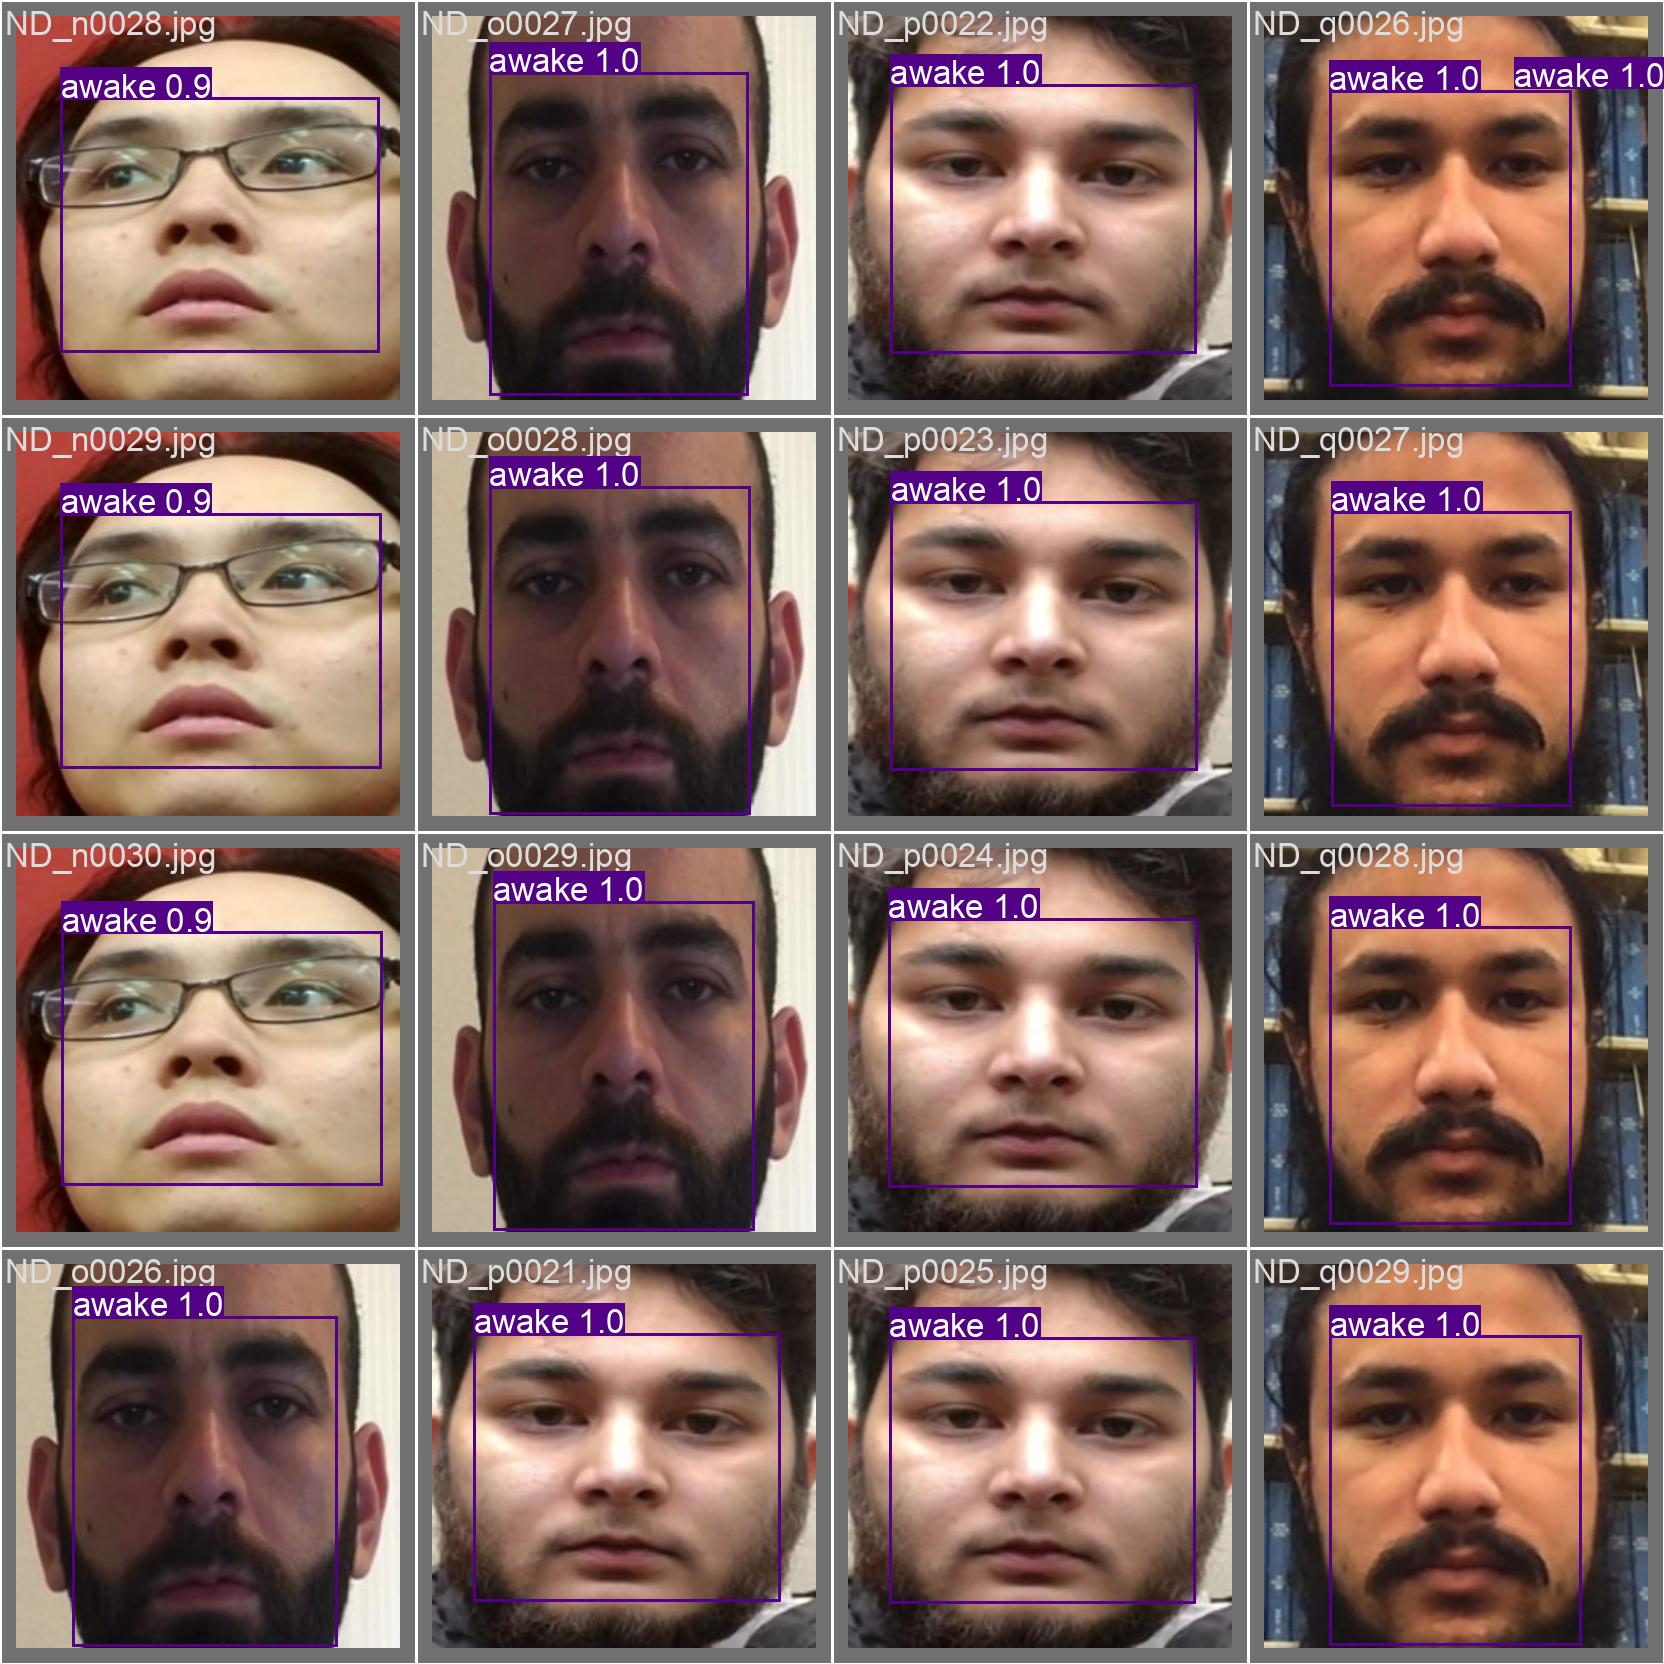 ND_n0028.jpg
awake 0.9
ND_o0027.jpg
awake 1.0
ND_p0022.jpg
awake 1.0
ND_q0026.jpg
awake 1.0
awake 1.0
ND_n0029.jpg
awake 0.9
ND_o0028.jpg
awake 1.0
ND_p0023.jpg
awake 1.0
ND_q0027.jpg
awake 1.0
ND_n0030.jpg
awake 0.9
ND_o0029.jpg
awake 1.0
ND_p0024.jpg
awake 1.0
ND_q0028.jpg
awake 1.0
ND_o0026.jpg
awake 1.0
ND_p0021.jpg
awake 1.0
ND_p0025.jpg
awake 1.0
ND_q0029.jpg
awake 1.0